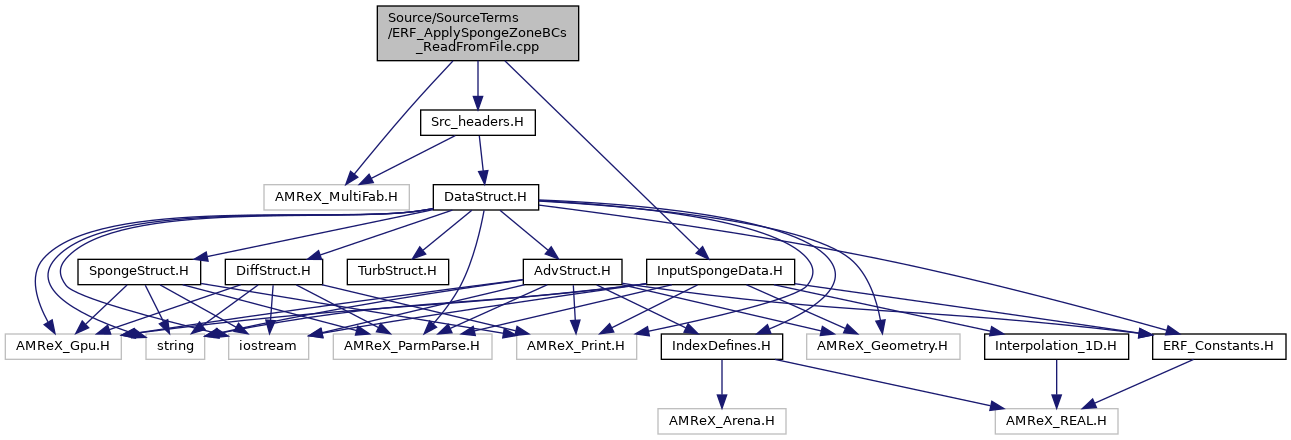 Source/SourceTerms
/ERF_ApplySpongeZoneBCs
_ReadFromFile.cpp
Src_headers.H
AMReX_MultiFab.H
DataStruct.H
SpongeStruct.H
DiffStruct.H
TurbStruct.H
AdvStruct.H
InputSpongeData.H
AMReX_Gpu.H
string
iostream
AMReX_ParmParse.H
AMReX_Print.H
IndexDefines.H
AMReX_Geometry.H
Interpolation_1D.H
ERF_Constants.H
AMReX_Arena.H
AMReX_REAL.H